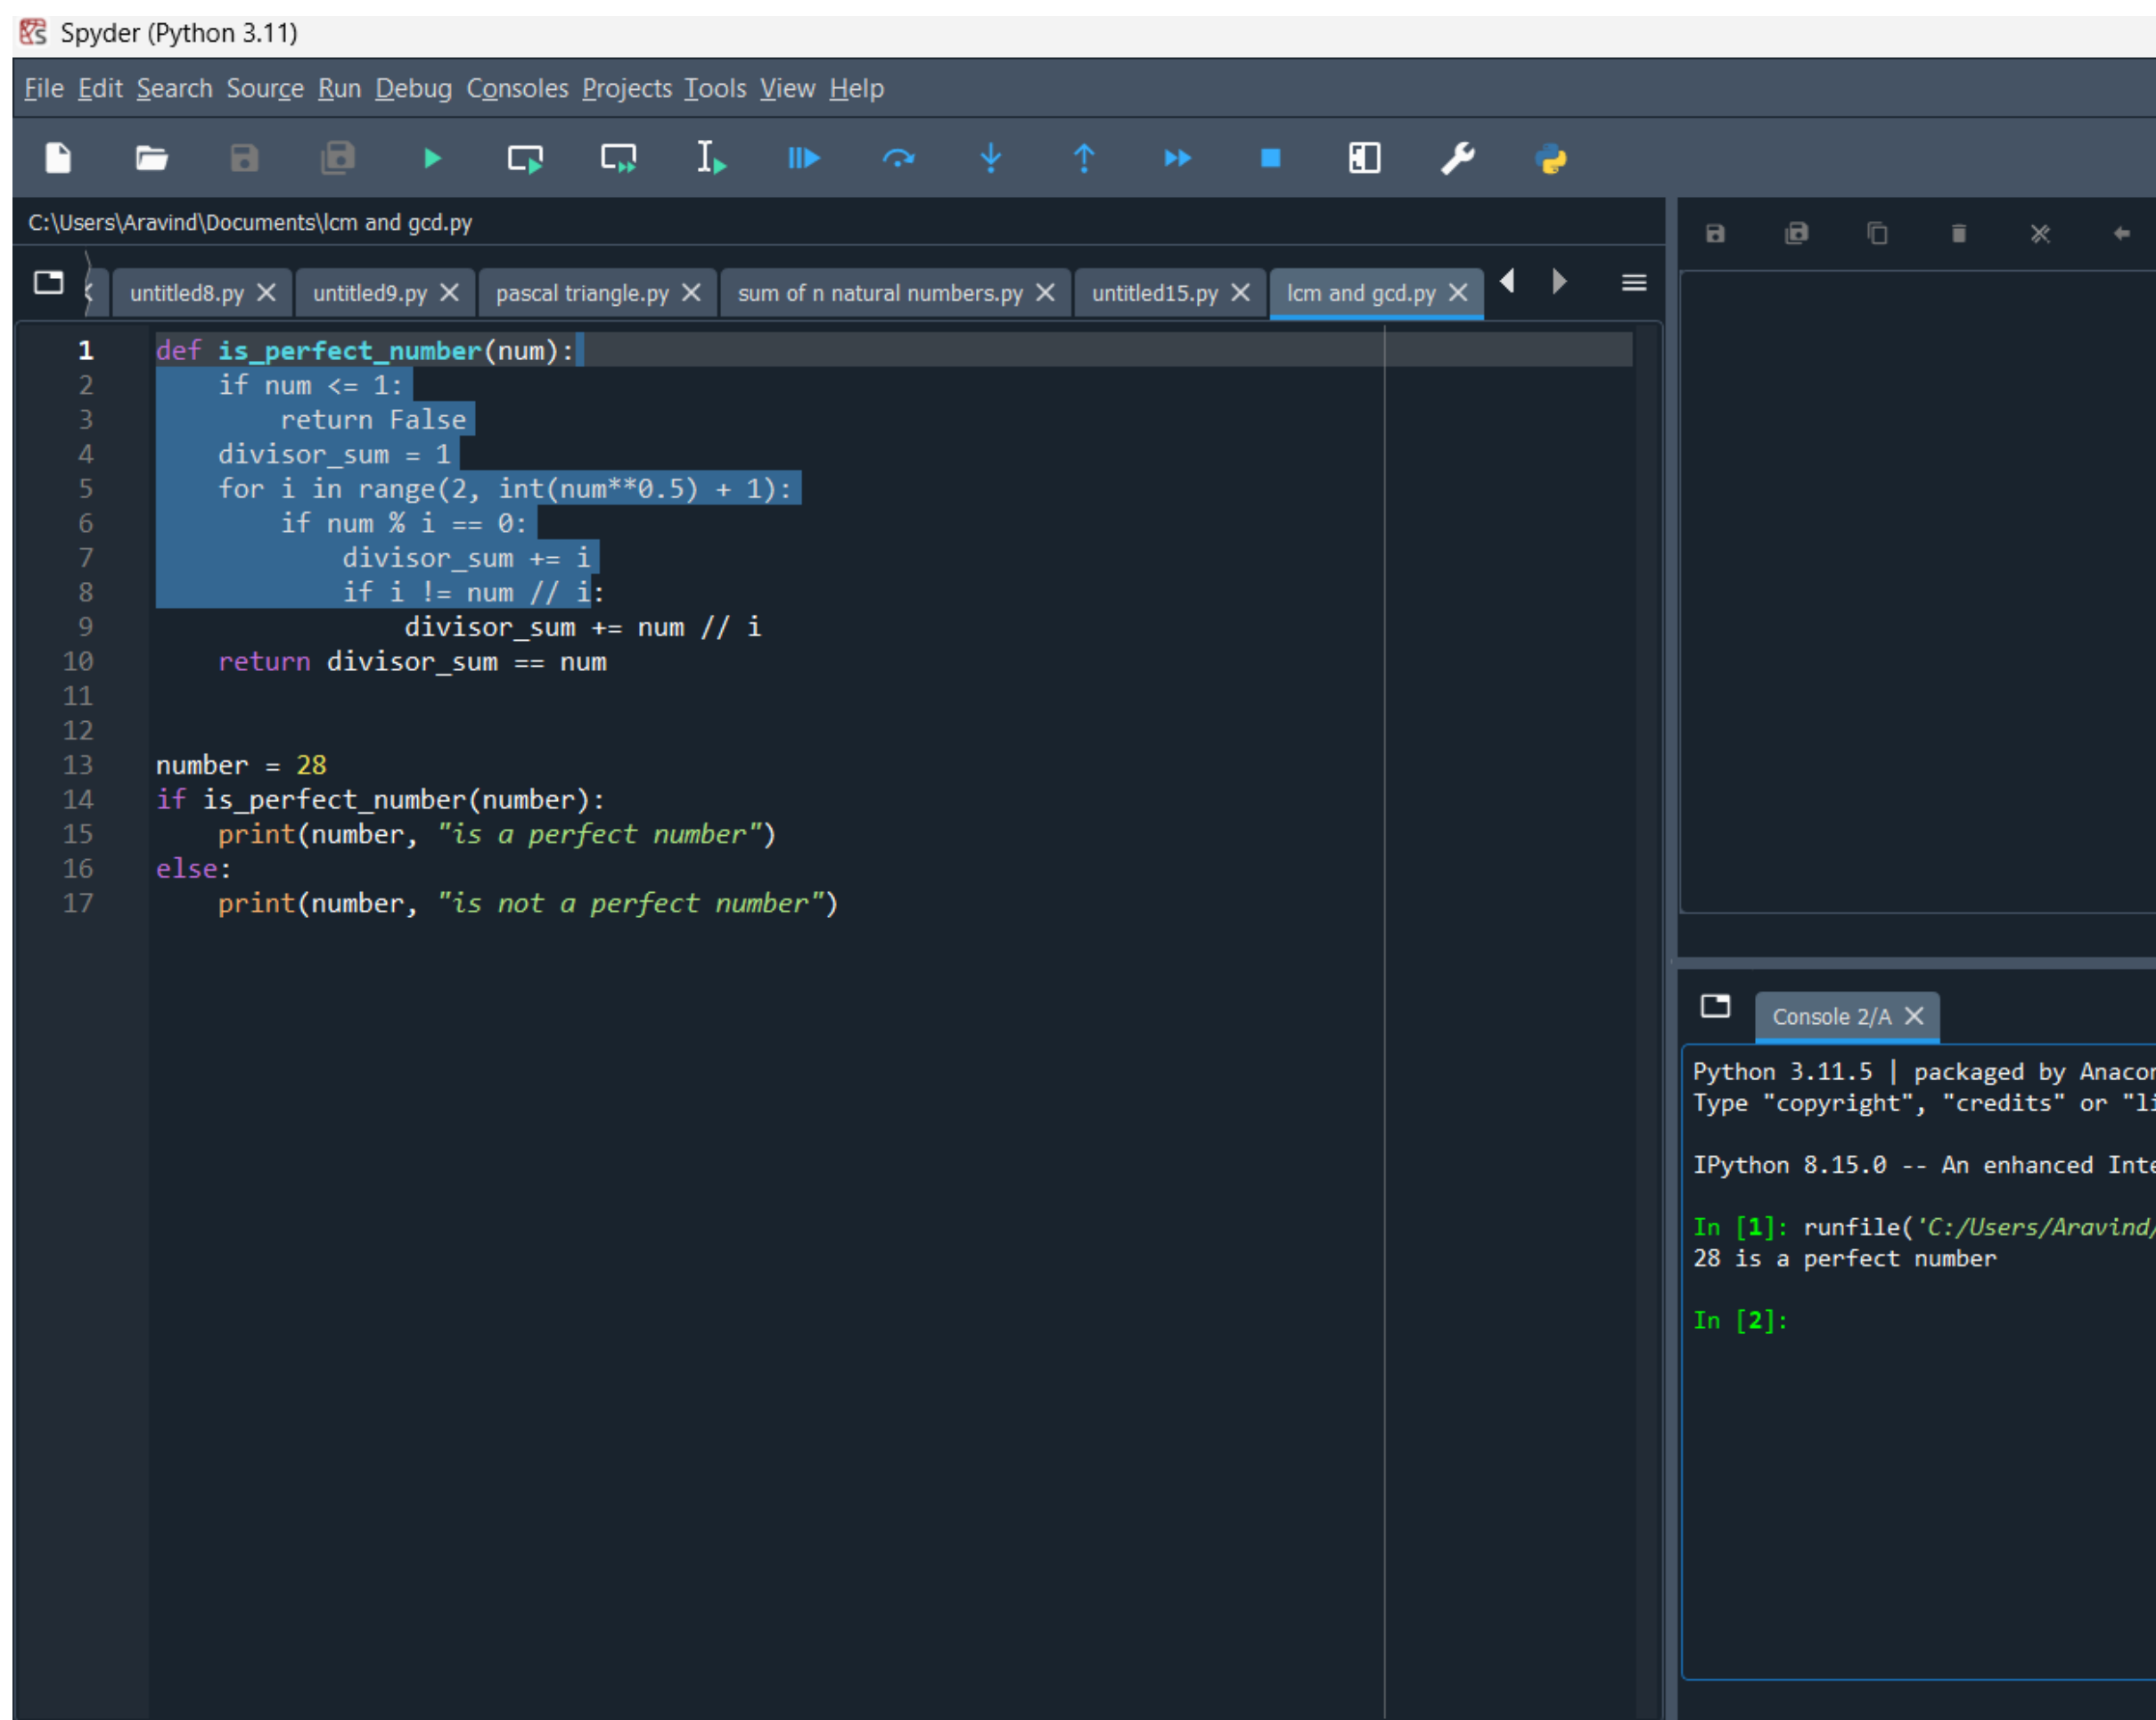 Spyder (Python 3.11)
File Edit Search Source Run Debug Consoles Projects Tools View Help
C:\Users\Aravind\Documents\lcm and gcd.py
untitled8.py untitled9.py pascal triangle.py sum of n natural numbers.py untitled15.py lcm and gcd.py
1 def is_perfect_number(num):
2     if num <= 1:
3         return False
4     divisor_sum = 1
5     for i in range(2, int(num**0.5) + 1):
6         if num % i == 0:
7             divisor_sum += i
8             if i != num // i:
9                 divisor_sum += num // i
10     return divisor_sum == num
11
12
13 number = 28
14 if is_perfect_number(number):
15     print(number, "is a perfect number")
16 else:
17     print(number, "is not a perfect number")
Console 2/A
Python 3.11.5 | packaged by Anacon
Type "copyright", "credits" or "li
IPython 8.15.0 -- An enhanced Inte
In [1]: runfile('C:/Users/Aravind/
28 is a perfect number
In [2]: